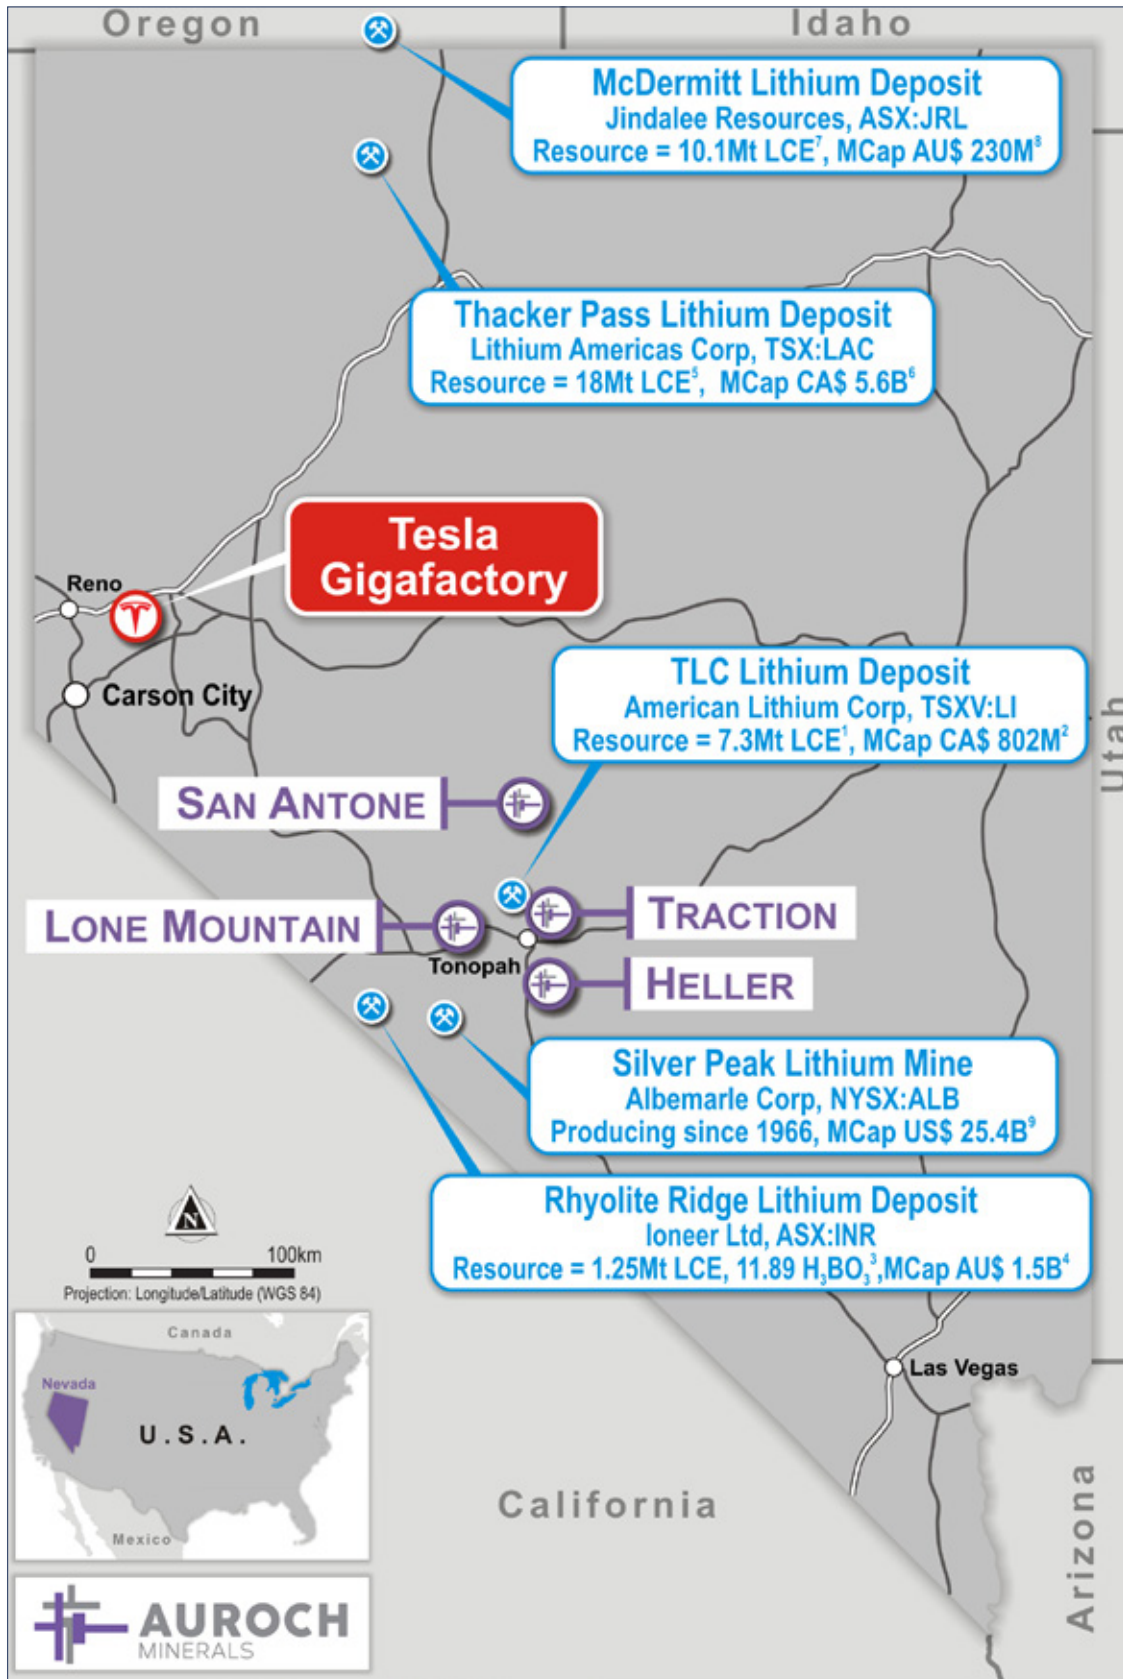 Oregon
Idaho
McDermitt Lithium Deposit
Jindalee Resources, ASX:JRL
Resource = 10.1Mt LCE⁷, MCap AU$ 230M⁸
Thacker Pass Lithium Deposit
Lithium Americas Corp, TSX:LAC
Resource = 18Mt LCE⁵, MCap CA$ 5.6B⁶
Tesla
Gigafactory
Reno
Carson City
TLC Lithium Deposit
American Lithium Corp, TSXV:LI
Resource = 7.3Mt LCE¹, MCap CA$ 802M²
Utah
SAN ANTONE
LONE MOUNTAIN
TRACTION
Tonopah
HELLER
Silver Peak Lithium Mine
Albemarle Corp, NYSX:ALB
Producing since 1966, MCap US$ 25.4B⁹
Rhyolite Ridge Lithium Deposit
Ioneer Ltd, ASX:INR
Resource = 1.25Mt LCE, 11.89 H₃BO₃³,MCap AU$ 1.5B⁴
N
0 100km
Projection: Longitude/Latitude (WGS 84)
Las Vegas
Canada
Nevada
U.S.A.
Mexico
California
Arizona
AUROCH
MINERALS